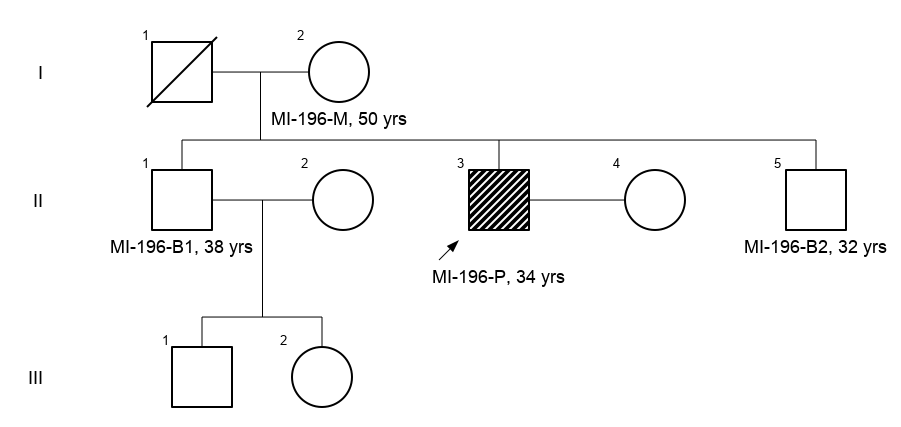 1 2
I
MI-196-M, 50 yrs
1 2 3 4 5
II
MI-196-B1, 38 yrs MI-196-B2, 32 yrs
MI-196-P, 34 yrs
1 2
III